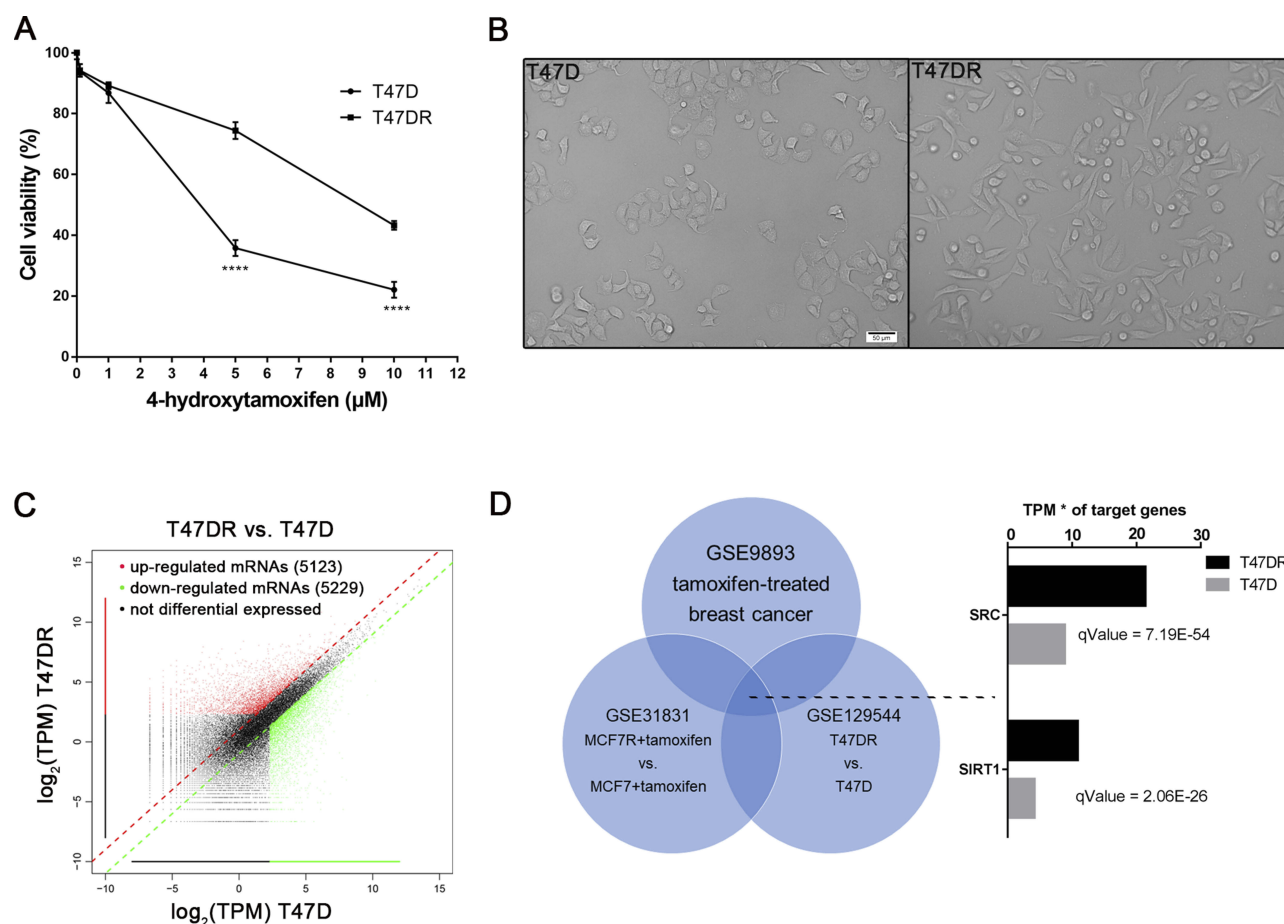 A
100
80
60
40
20
0
Cell viability (%)
T47D
T47DR
****
****
0 1 2 3 4 5 6 7 8 9 10 11 12
4-hydroxytamoxifen (µM)
B
T47D
T47DR
50 µm
C
T47DR vs. T47D
up-regulated mRNAs (5123)
down-regulated mRNAs (5229)
not differential expressed
15
10
5
0
−5
−10
log2(TPM) T47DR
−10 −5 0 5 10 15
log2(TPM) T47D
D
GSE9893
tamoxifen-treated
breast cancer
GSE31831
MCF7R+tamoxifen
vs.
MCF7+tamoxifen
GSE129544
T47DR
vs.
T47D
TPM * of target genes
0 10 20 30
T47DR
T47D
SRC
qValue = 7.19E-54
SIRT1
qValue = 2.06E-26